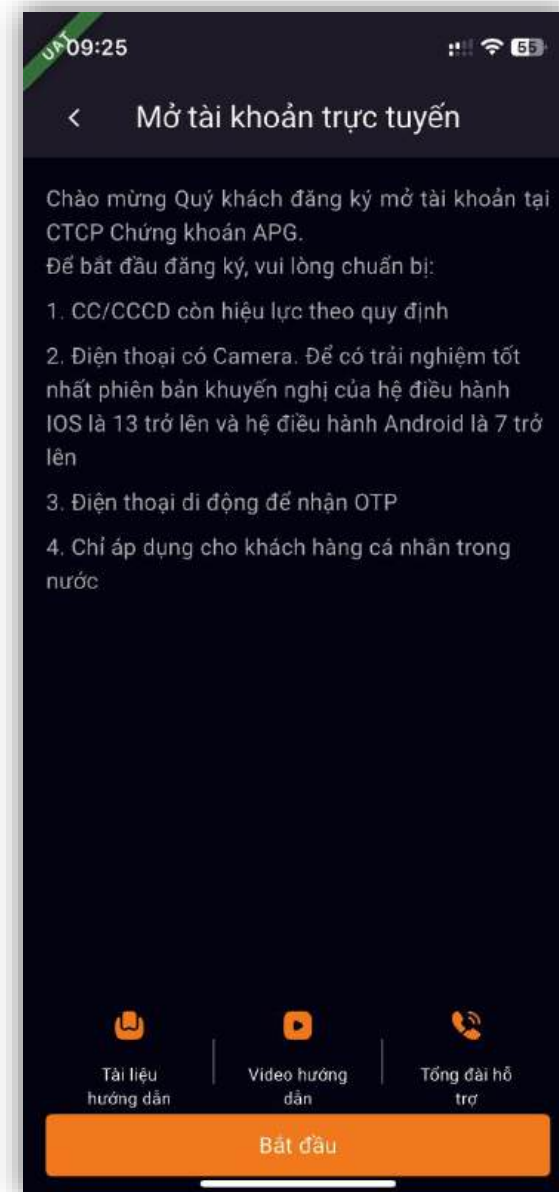 UAT
09:25
55
Mở tài khoản trực tuyến
Chào mừng Quý khách đăng ký mở tài khoản tại
CTCP Chứng khoán APG.
Để bắt đầu đăng ký, vui lòng chuẩn bị:
1. CC/CCCD còn hiệu lực theo quy định
2. Điện thoại có Camera. Để có trải nghiệm tốt
nhất phiên bản khuyến nghị của hệ điều hành
IOS là 13 trở lên và hệ điều hành Android là 7 trở
lên
3. Điện thoại di động để nhận OTP
4. Chỉ áp dụng cho khách hàng cá nhân trong
nước
Tài liệu
hướng dẫn
Video hướng
dẫn
Tổng đài hỗ
trợ
Bắt đầu